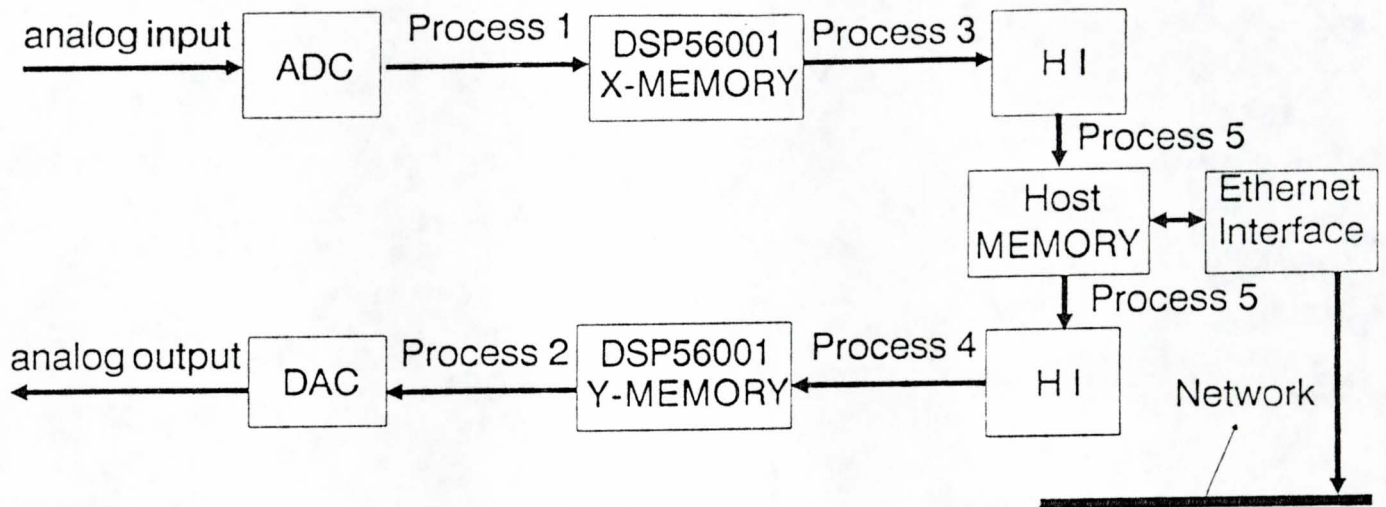 analog input
ADC
Process 1
DSP56001
X-MEMORY
Process 3
H I
Process 5
Host
MEMORY
Ethernet
Interface
Process 5
analog output
DAC
Process 2
DSP56001
Y-MEMORY
Process 4
H I
Network